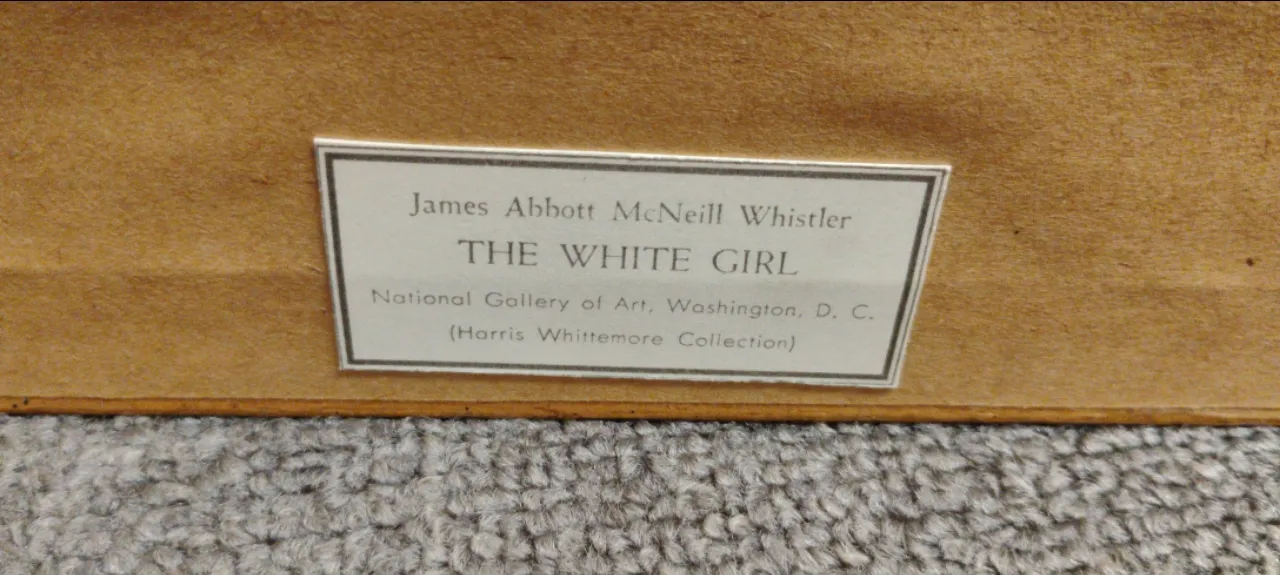 James Abbott McNeill Whistler
THE WHITE GIRL
National Gallery of Art, Washington, D. C.
(Harris Whittemore Collection)